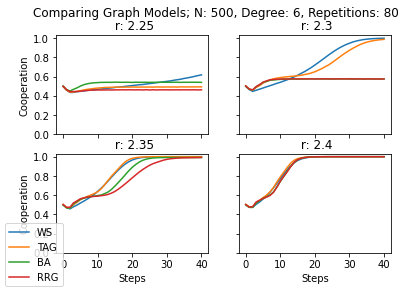 Comparing Graph Models; N: 500, Degree: 6, Repetitions: 80
r: 2.25
r: 2.3
Cooperation
1.0
0.8
0.6
0.4
0.2
0.0
r: 2.35
r: 2.4
Cooperation
1.0
0.8
0.6
0.4
0 10 20 30 40
0 10 20 30 40
Steps
Steps
WS
TAG
BA
RRG